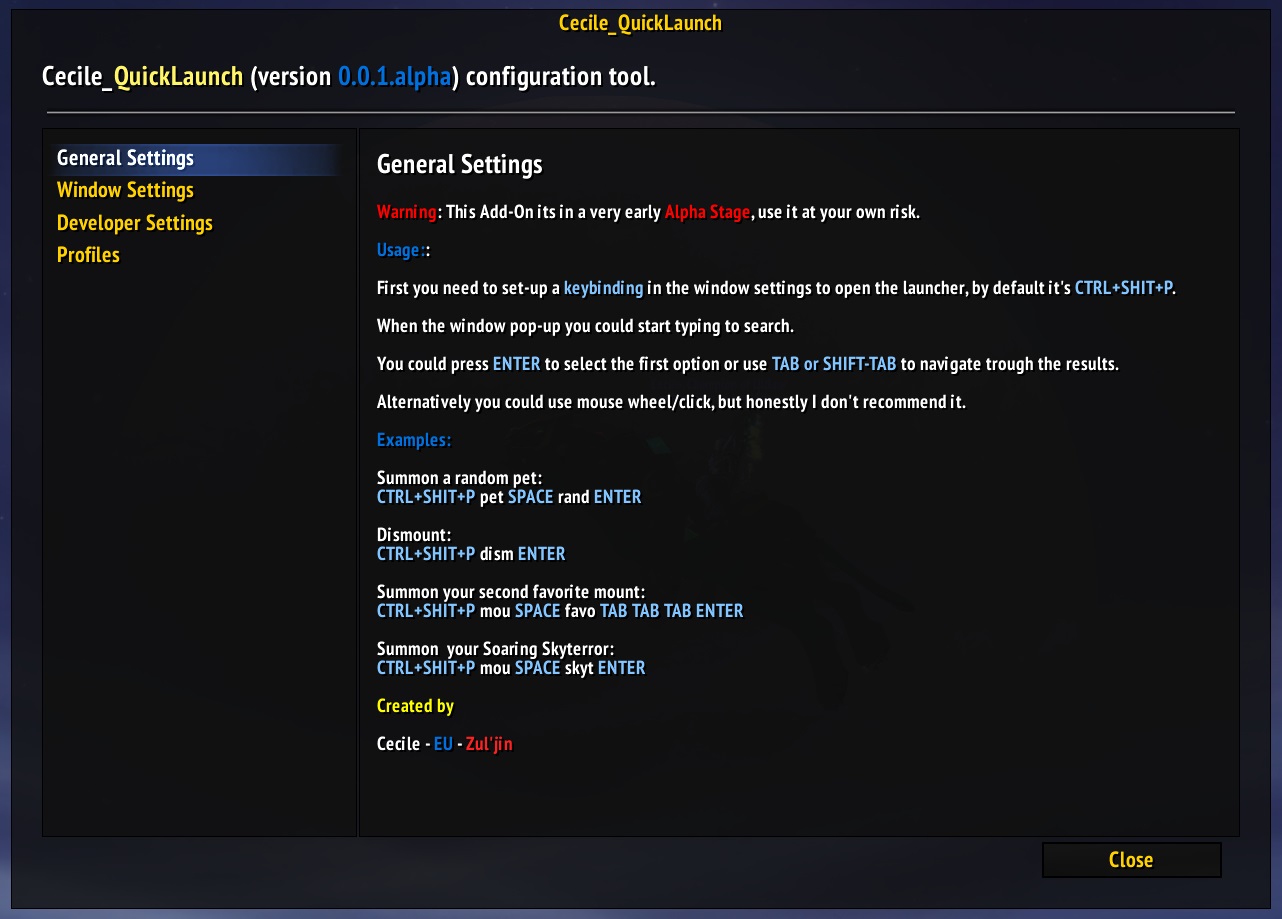 Cecile_QuickLaunch
Cecile_QuickLaunch (version 0.0.1.alpha) configuration tool.
General Settings
Window Settings
Developer Settings
Profiles
General Settings
Warning: This Add-On its in a very early Alpha Stage, use it at your own risk.
Usage::
First you need to set-up a keybinding in the window settings to open the launcher, by default it's CTRL+SHIT+P.
When the window pop-up you could start typing to search.
You could press ENTER to select the first option or use TAB or SHIFT-TAB to navigate trough the results.
Alternatively you could use mouse wheel/click, but honestly I don't recommend it.
Examples:
Summon a random pet:
CTRL+SHIT+P pet SPACE rand ENTER
Dismount:
CTRL+SHIT+P dism ENTER
Summon your second favorite mount:
CTRL+SHIT+P mou SPACE favo TAB TAB TAB ENTER
Summon  your Soaring Skyterror:
CTRL+SHIT+P mou SPACE skyt ENTER
Created by
Cecile - EU - Zul'jin
Close